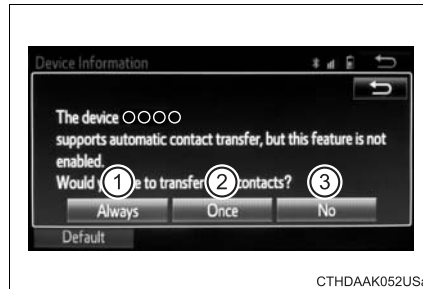 Device Information
The device ○○○○
supports automatic contact transfer, but this feature is not
enabled.
Would to transfer contacts?
1 2 3
Always Once No
Default
CTHDAAK052USa